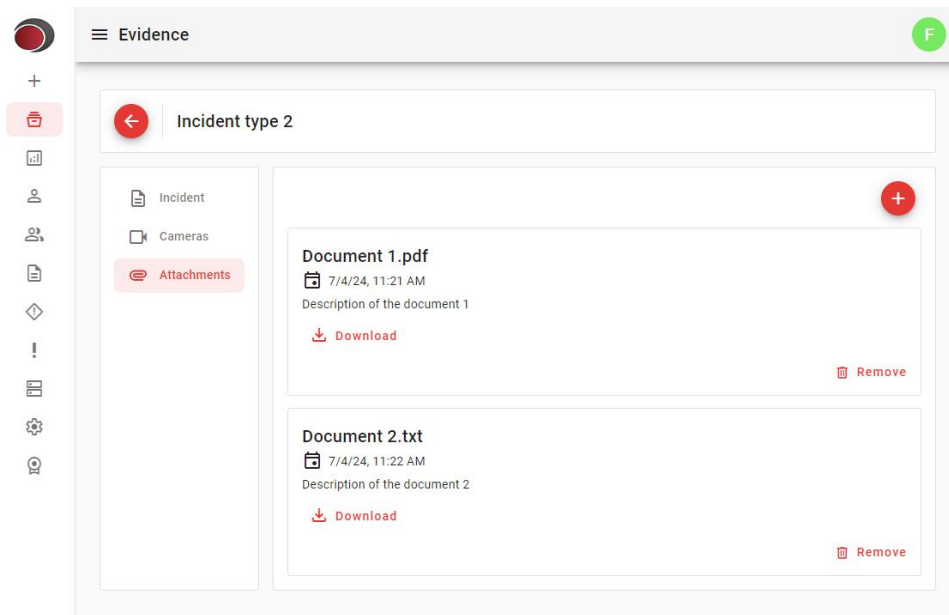 Evidence
F
Incident type 2
Incident
Cameras
Attachments
Document 1.pdf
7/4/24, 11:21 AM
Description of the document 1
Download
Remove
Document 2.txt
7/4/24, 11:22 AM
Description of the document 2
Download
Remove